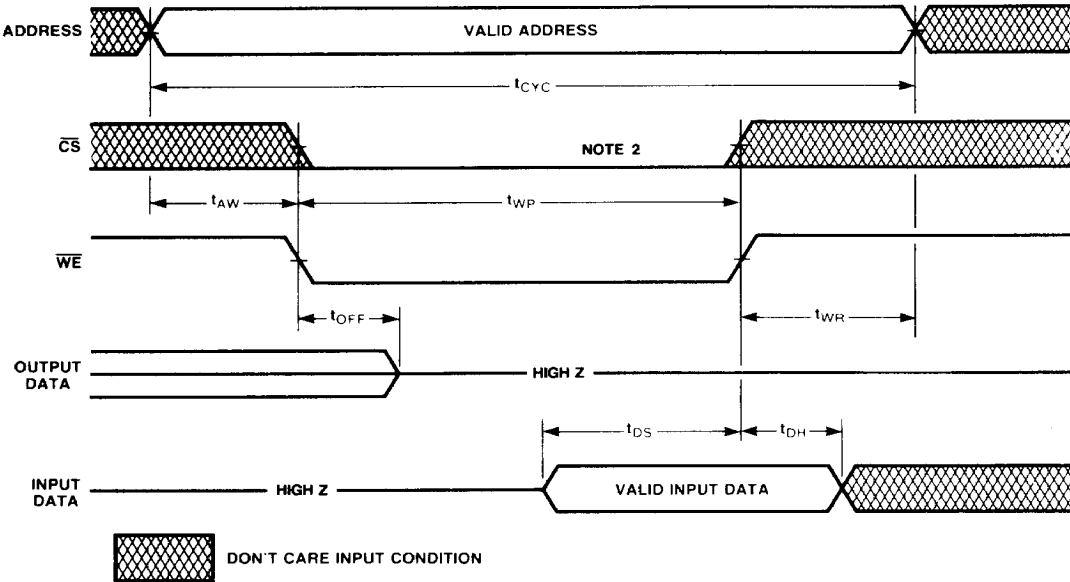 ADDRESS
VALID ADDRESS
tCYC
CS
NOTE 2
tAW
tWP
WE
tOFF
tWR
OUTPUT
DATA
HIGH Z
tDS
tDH
INPUT
DATA
HIGH Z
VALID INPUT DATA
DON'T CARE INPUT CONDITION